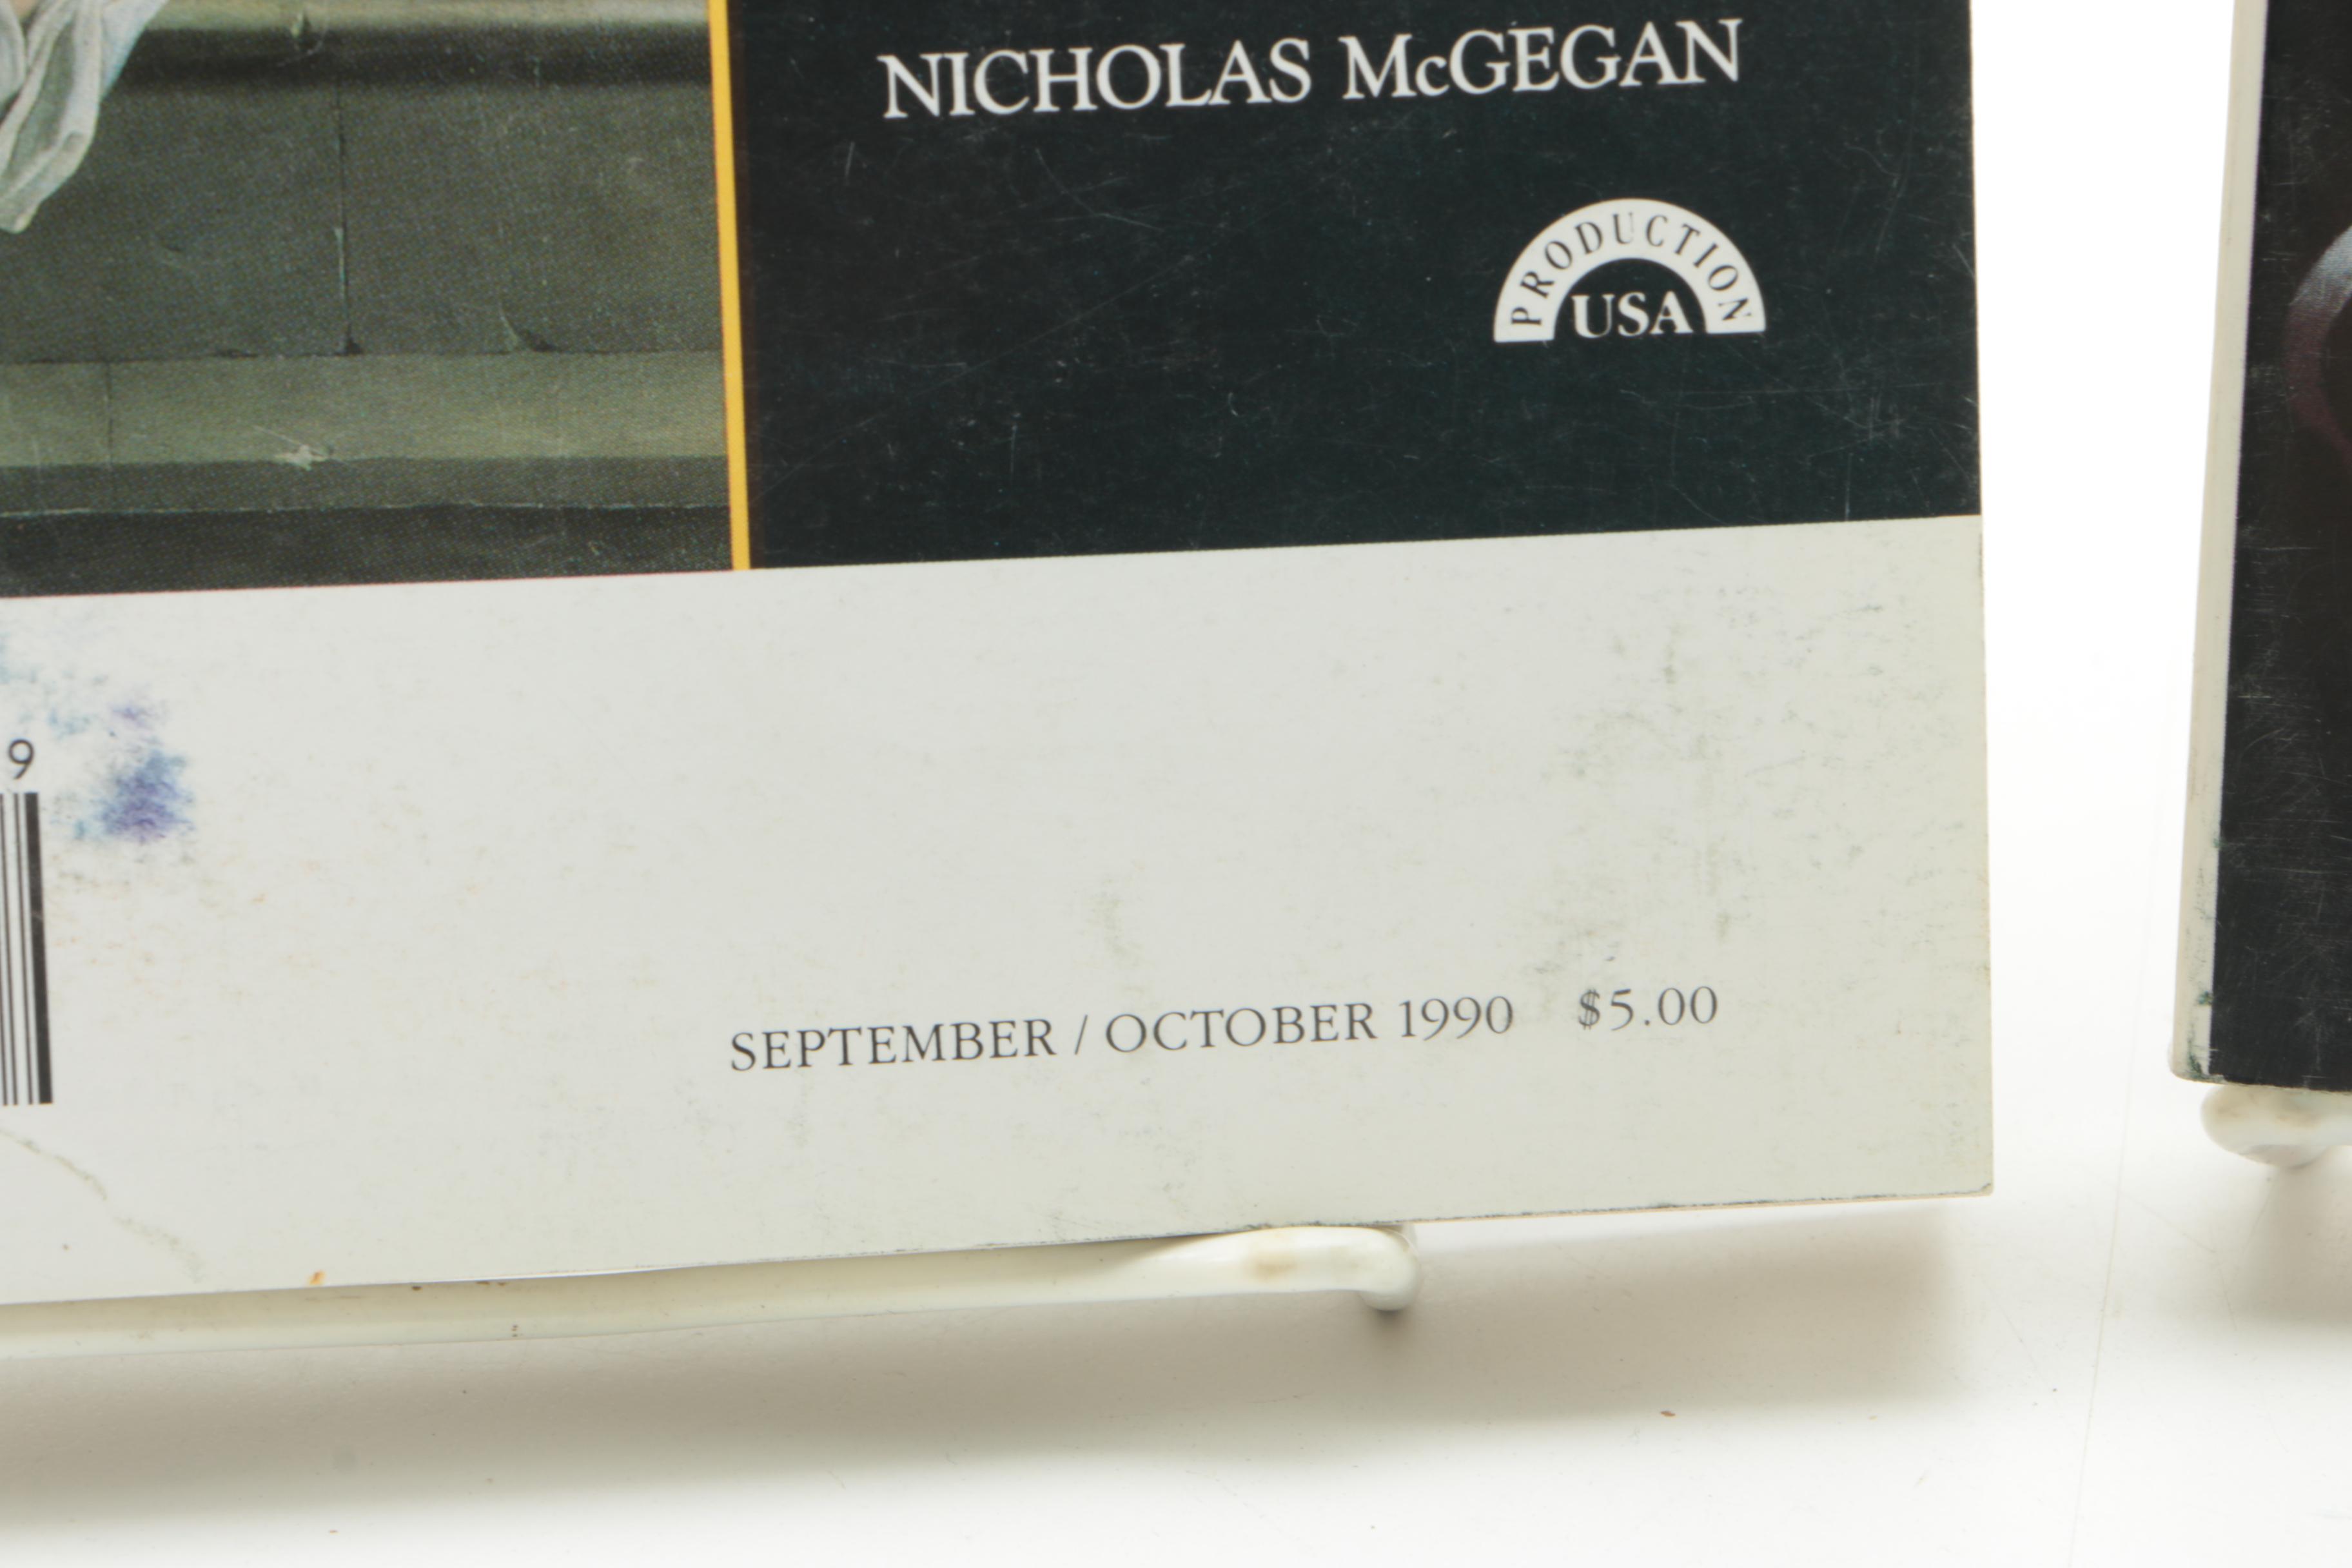 NICHOLAS McGEGAN
PRODUCTION
USA
9
SEPTEMBER / OCTOBER 1990 $5.00